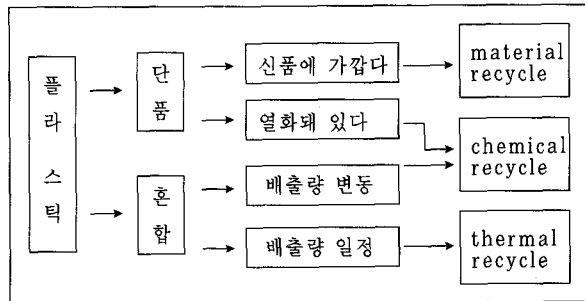 플라스틱
단품
혼합
신품에 가깝다
열화돼 있다
배출량 변동
배출량 일정
material
recycle
chemical
recycle
thermal
recycle